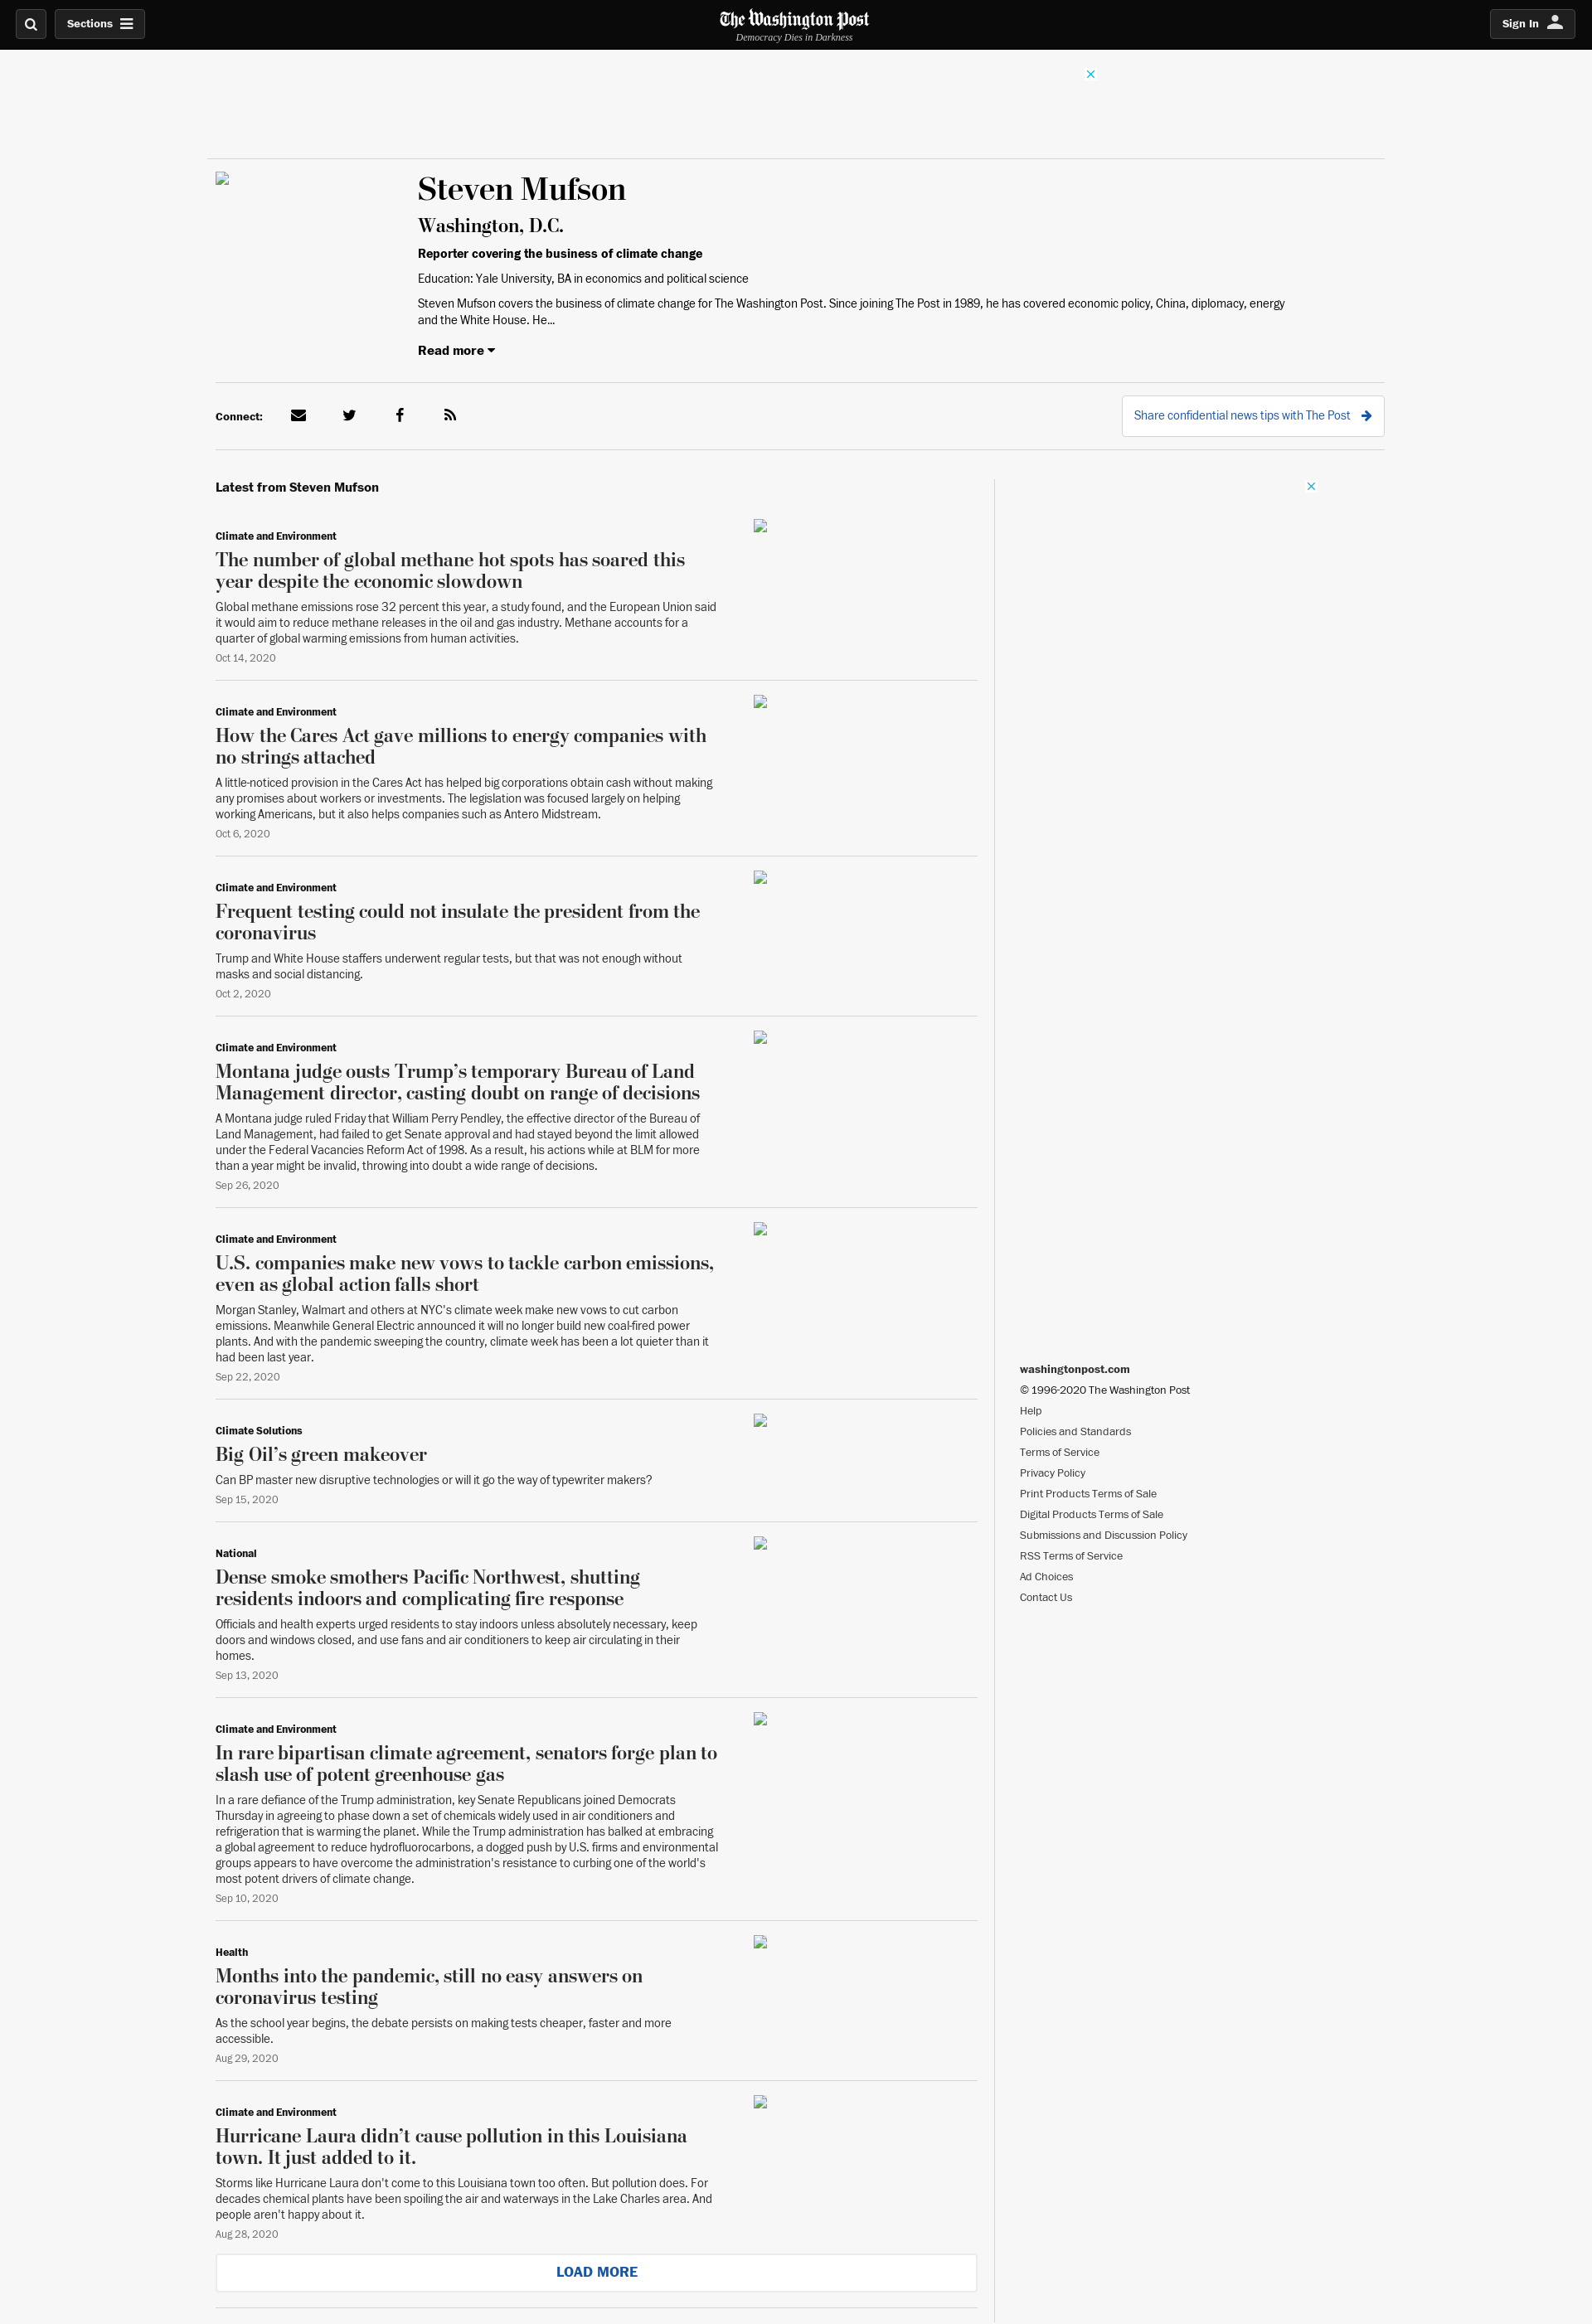 Sections
The Washington Post
Democracy Dies in Darkness
Sign In
Steven Mufson
Washington, D.C.
Reporter covering the business of climate change
Education: Yale University, BA in economics and political science
Steven Mufson covers the business of climate change for The Washington Post. Since joining The Post in 1989, he has covered economic policy, China, diplomacy, energy
and the White House. He...
Read more
Connect:
Share confidential news tips with The Post
Latest from Steven Mufson
Climate and Environment
The number of global methane hot spots has soared this
year despite the economic slowdown
Global methane emissions rose 32 percent this year, a study found, and the European Union said
it would aim to reduce methane releases in the oil and gas industry. Methane accounts for a
quarter of global warming emissions from human activities.
Oct 14, 2020
Climate and Environment
How the Cares Act gave millions to energy companies with
no strings attached
A little-noticed provision in the Cares Act has helped big corporations obtain cash without making
any promises about workers or investments. The legislation was focused largely on helping
working Americans, but it also helps companies such as Antero Midstream.
Oct 6, 2020
Climate and Environment
Frequent testing could not insulate the president from the
coronavirus
Trump and White House staffers underwent regular tests, but that was not enough without
masks and social distancing.
Oct 2, 2020
Climate and Environment
Montana judge ousts Trump’s temporary Bureau of Land
Management director, casting doubt on range of decisions
A Montana judge ruled Friday that William Perry Pendley, the effective director of the Bureau of
Land Management, had failed to get Senate approval and had stayed beyond the limit allowed
under the Federal Vacancies Reform Act of 1998. As a result, his actions while at BLM for more
than a year might be invalid, throwing into doubt a wide range of decisions.
Sep 26, 2020
Climate and Environment
U.S. companies make new vows to tackle carbon emissions,
even as global action falls short
Morgan Stanley, Walmart and others at NYC's climate week make new vows to cut carbon
emissions. Meanwhile General Electric announced it will no longer build new coal-fired power
plants. And with the pandemic sweeping the country, climate week has been a lot quieter than it
had been last year.
Sep 22, 2020
Climate Solutions
Big Oil’s green makeover
Can BP master new disruptive technologies or will it go the way of typewriter makers?
Sep 15, 2020
National
Dense smoke smothers Pacific Northwest, shutting
residents indoors and complicating fire response
Officials and health experts urged residents to stay indoors unless absolutely necessary, keep
doors and windows closed, and use fans and air conditioners to keep air circulating in their
homes.
Sep 13, 2020
Climate and Environment
In rare bipartisan climate agreement, senators forge plan to
slash use of potent greenhouse gas
In a rare defiance of the Trump administration, key Senate Republicans joined Democrats
Thursday in agreeing to phase down a set of chemicals widely used in air conditioners and
refrigeration that is warming the planet. While the Trump administration has balked at embracing
a global agreement to reduce hydrofluorocarbons, a dogged push by U.S. firms and environmental
groups appears to have overcome the administration's resistance to curbing one of the world's
most potent drivers of climate change.
Sep 10, 2020
Health
Months into the pandemic, still no easy answers on
coronavirus testing
As the school year begins, the debate persists on making tests cheaper, faster and more
accessible.
Aug 29, 2020
Climate and Environment
Hurricane Laura didn’t cause pollution in this Louisiana
town. It just added to it.
Storms like Hurricane Laura don't come to this Louisiana town too often. But pollution does. For
decades chemical plants have been spoiling the air and waterways in the Lake Charles area. And
people aren't happy about it.
Aug 28, 2020
LOAD MORE
washingtonpost.com
© 1996-2020 The Washington Post
Help
Policies and Standards
Terms of Service
Privacy Policy
Print Products Terms of Sale
Digital Products Terms of Sale
Submissions and Discussion Policy
RSS Terms of Service
Ad Choices
Contact Us